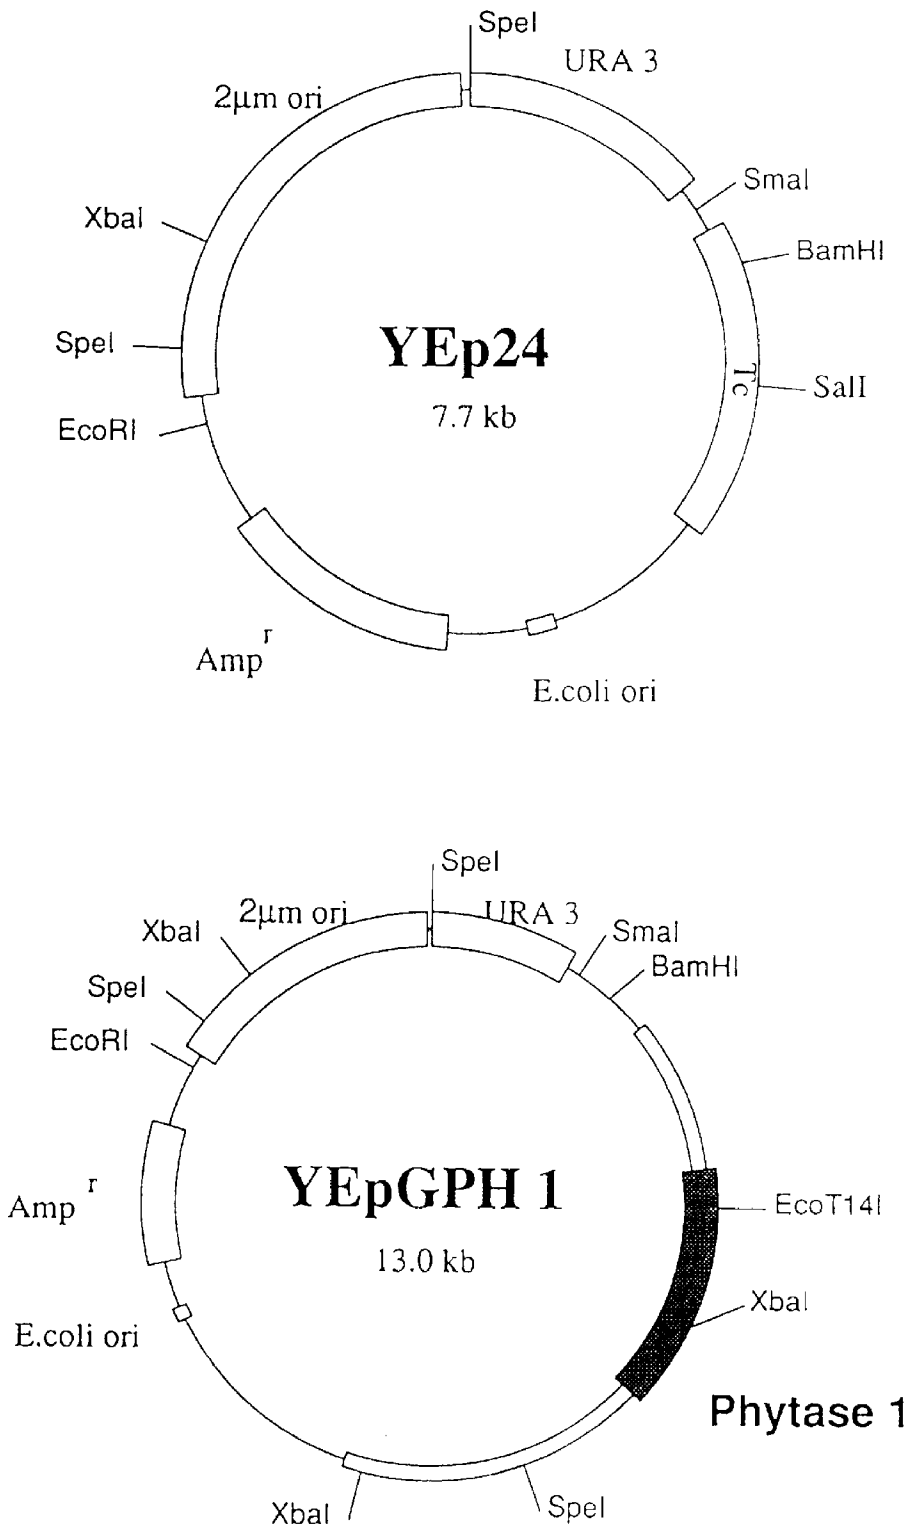 SpeI
URA 3
2µm ori
SmaI
XbaI
BamHI
SpeI
YEp24
Tc
SalI
7.7 kb
EcoRI
Amp r
E.coli ori
SpeI
2µm ori
URA 3
XbaI
SmaI
BamHI
SpeI
EcoRI
YEpGPH 1
Amp r
EcoT14I
13.0 kb
XbaI
E.coli ori
Phytase 1
XbaI
SpeI